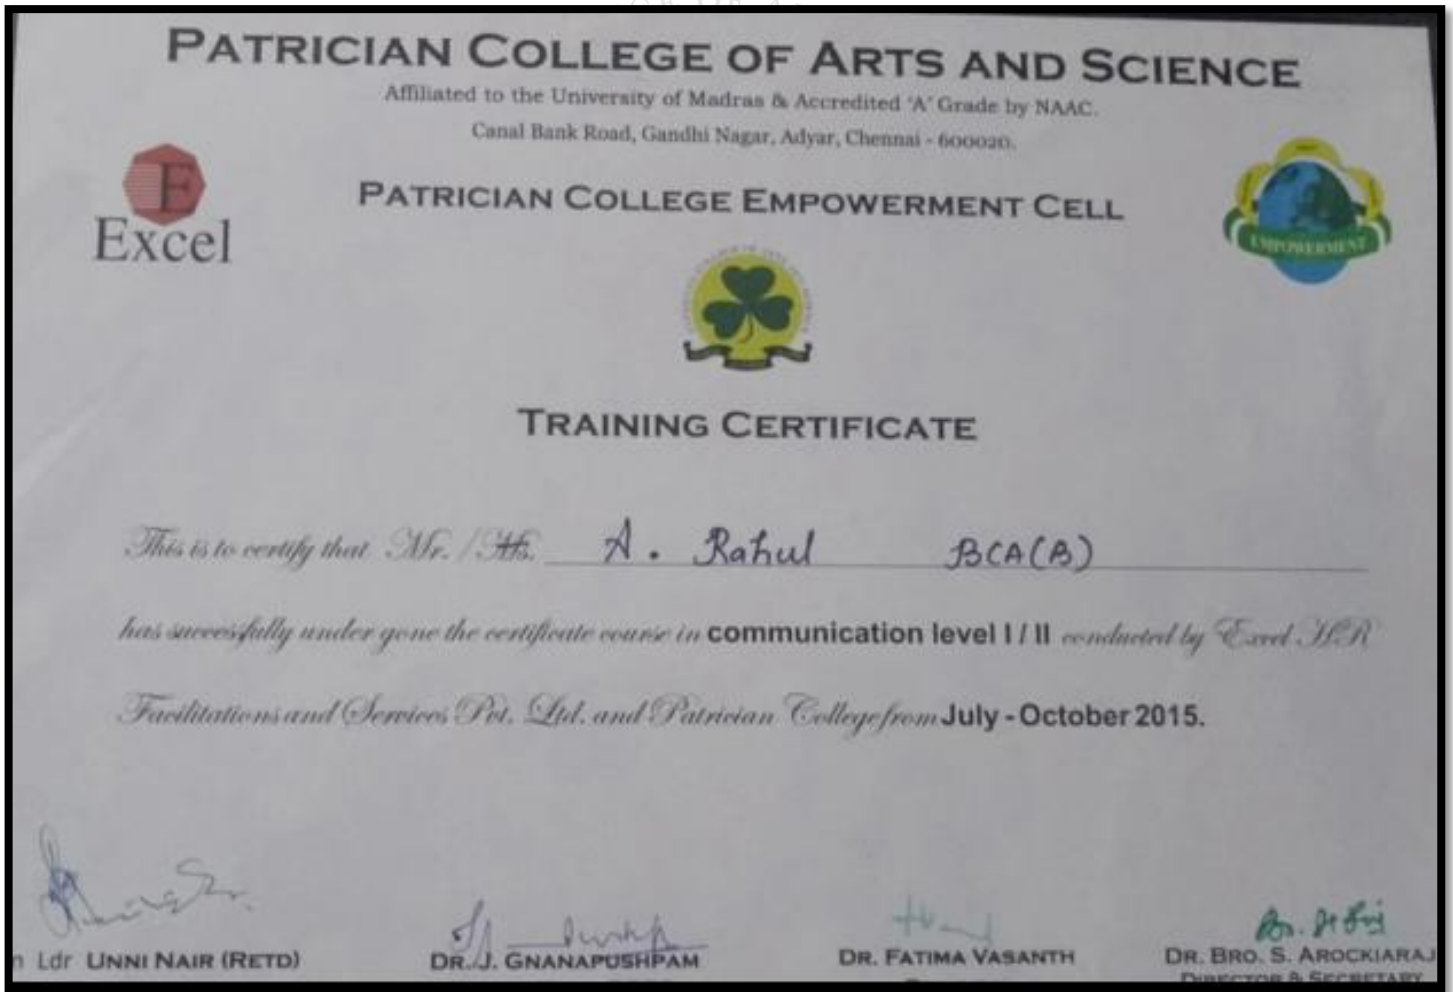 PATRICIAN COLLEGE OF ARTS AND SCIENCE
Affiliated to the University of Madras & Accredited 'A' Grade by NAAC.
Canal Bank Road, Gandhi Nagar, Adyar, Chennai - 600020.
E
Excel
PATRICIAN COLLEGE EMPOWERMENT CELL
EMPOWERMENT
TRAINING CERTIFICATE
This is to certify that Mr. / Ms. A. Rahul BCA(B)
has successfully under gone the certificate course in communication level I / II conducted by Excel HR
Facilitations and Services Pvt. Ltd. and Patrician College from July - October 2015.
n Ldr UNNI NAIR (RETD) DR. J. GNANAPUSHPAM DR. FATIMA VASANTH DR. BRO. S. AROCKIARAJ
DIRECTOR & SECRETARY